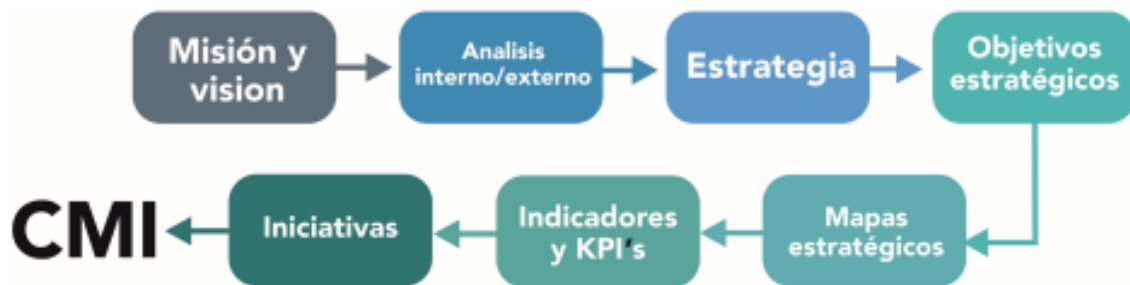 Misión y
vision
Analisis
interno/externo
Estrategia
Objetivos
estratégicos
Mapas
estratégicos
Indicadores
y KPI's
Iniciativas
CMI